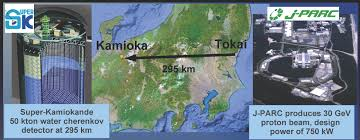 SUPER
K
Super-Kamiokande
50 kton water cherenkov
detector at 295 km
Kamioka
Tokai
295 km
J-PARC
J-PARC produces 30 GeV
proton beam, design
power of 750 kW